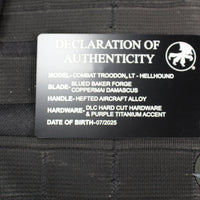 DECLARATION OF
AUTHENTICITY
MODEL-COMBAT TROODON, LT - HELLHOUND
BLADE-BLUED BAKER FORGE
COPPERMAI DAMASCUS
HANDLE-HEFTED AIRCRAFT ALLOY
HARDWARE-DLC HARD CUT HARDWARE
& PURPLE TITANIUM ACCENT
DATE OF BIRTH-07/2025